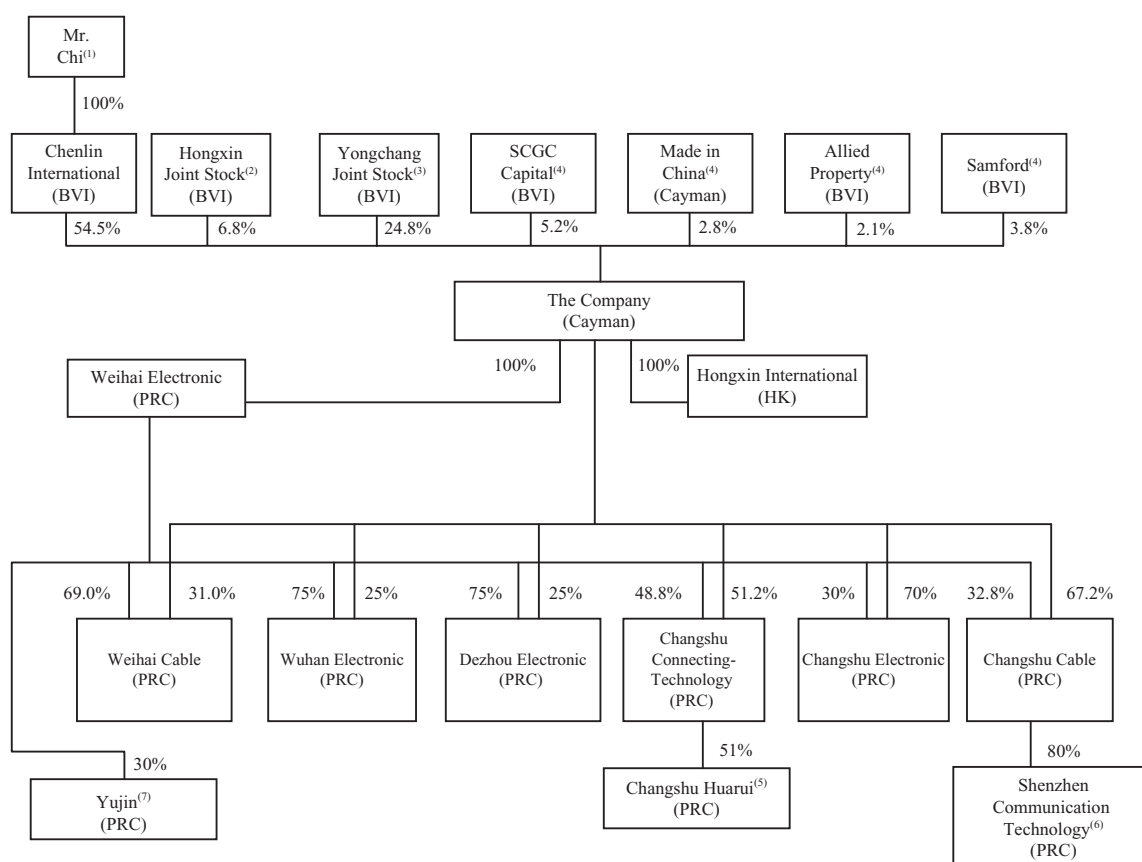 Mr.
Chi(1)
100%
Chenlin
International
(BVI)
Hongxin
Joint Stock(2)
(BVI)
Yongchang
Joint Stock(3)
(BVI)
SCGC
Capital(4)
(BVI)
Made in
China(4)
(Cayman)
Allied
Property(4)
(BVI)
Samford(4)
(BVI)
54.5%
6.8%
24.8%
5.2%
2.8%
2.1%
3.8%
The Company
(Cayman)
100%
100%
Weihai Electronic
(PRC)
Hongxin International
(HK)
69.0%
31.0%
75%
25%
75%
25%
48.8%
51.2%
30%
70%
32.8%
67.2%
Weihai Cable
(PRC)
Wuhan Electronic
(PRC)
Dezhou Electronic
(PRC)
Changshu
Connecting-
Technology
(PRC)
Changshu Electronic
(PRC)
Changshu Cable
(PRC)
30%
51%
80%
Yujin(7)
(PRC)
Changshu Huarui(5)
(PRC)
Shenzhen
Communication
Technology(6)
(PRC)